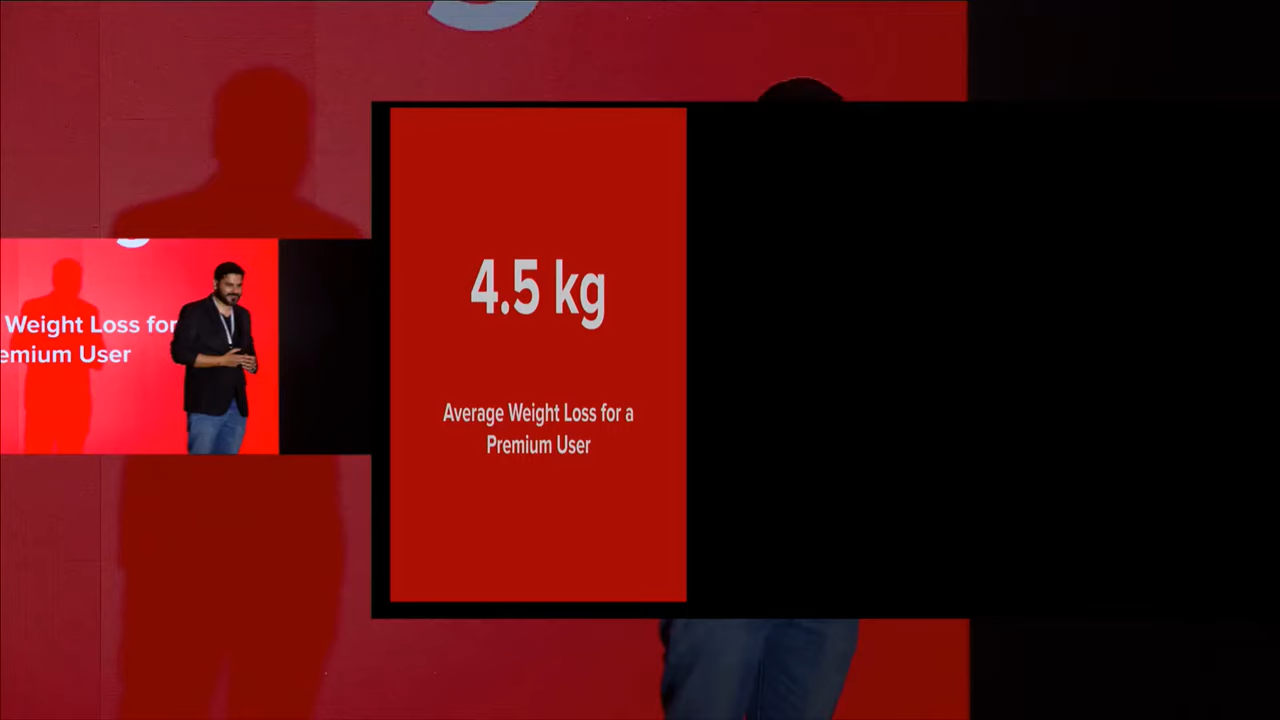 Weight Loss for
emium User
4.5 kg
Average Weight Loss for a
Premium User